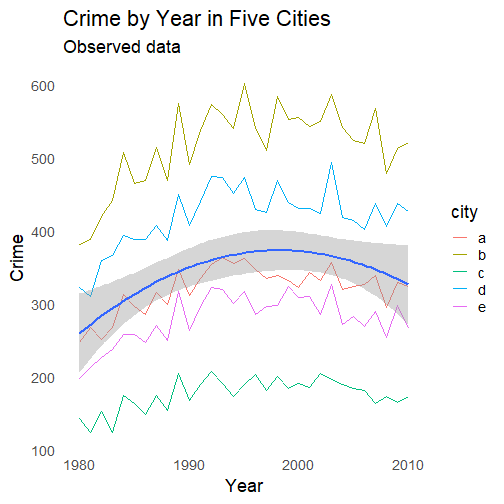 Crime by Year in Five Cities
Observed data
600
500
400
300
200
100
Crime
1980
1990
2000
2010
Year
city
a
b
c
d
e